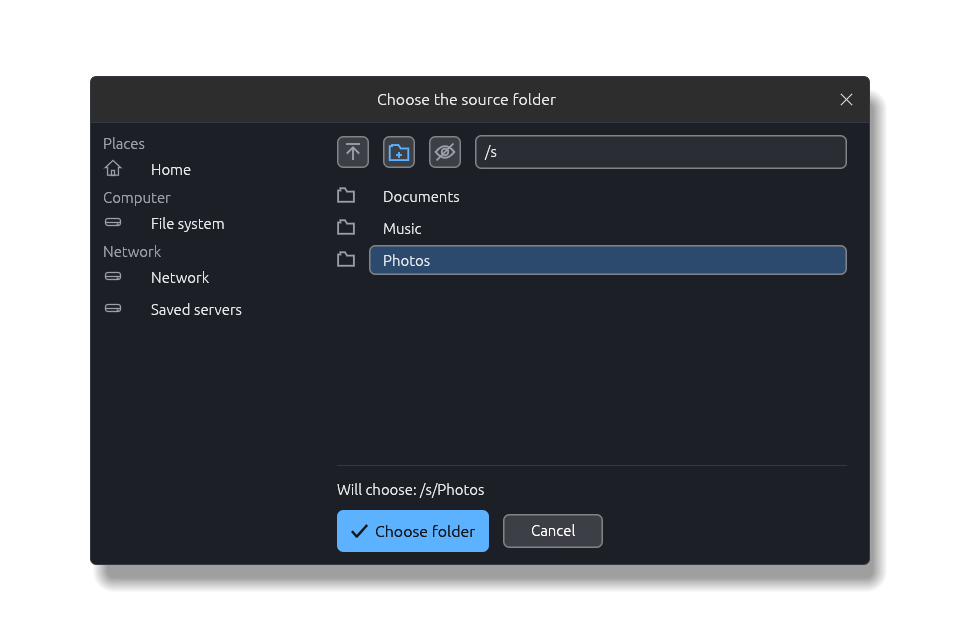 Choose the source folder
Places
Home
Computer
File system
Network
Network
Saved servers
/s
Documents
Music
Photos
Will choose: /s/Photos
Choose folder
Cancel